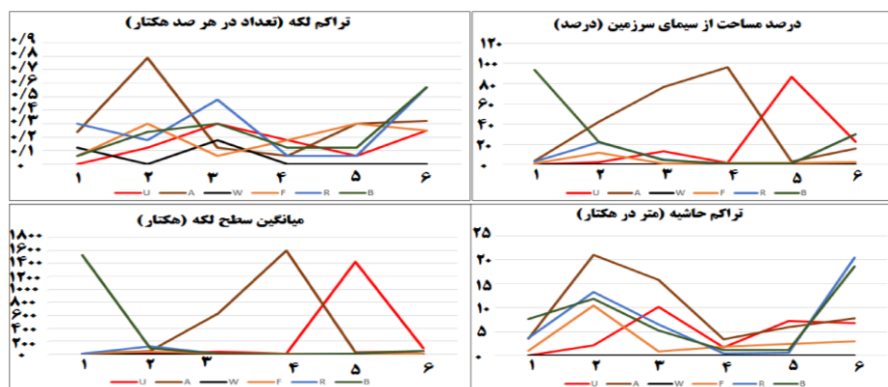 تراکم لکه (تعداد در هر صد هکتار)
۰/۹
۰/۸
۰/۷
۰/۶
۰/۵
۰/۴
۰/۳
۰/۲
۰/۱
۰
۱ ۲ ۳ ۴ ۵ ۶
U A W F R B
درصد مساحت از سیمای سرزمین (درصد)
۱۲۰
۱۰۰
۸۰
۶۰
۴۰
۲۰
۰
۱ ۲ ۳ ۴ ۵ ۶
U A W F R B
میانگین سطح لکه (هکتار)
۱۸۰۰
۱۶۰۰
۱۴۰۰
۱۲۰۰
۱۰۰۰
۸۰۰
۶۰۰
۴۰۰
۲۰۰
۰
۱ ۲ ۳ ۴ ۵ ۶
U A W F R B
تراکم حاشیه (متر در هکتار)
۲۵
۲۰
۱۵
۱۰
۵
۰
۱ ۲ ۳ ۴ ۵ ۶
U A W F R B